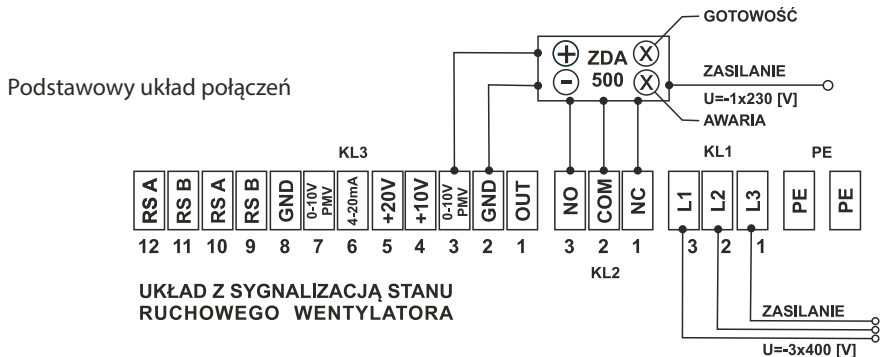 GOTOWOŚĆ
ZDA
500
+
-
X
X
ZASILANIE
U=-1x230 [V]
AWARIA
Podstawowy układ połączeń
KL3
KL1
PE
RS A
RS B
RS A
RS B
GND
0-10V
PMV
4-20mA
+20V
+10V
0-10V
PMV
GND
OUT
NO
COM
NC
L1
L2
L3
PE
PE
12 11 10 9 8 7 6 5 4 3 2 1 3 2 1 3 2 1
KL2
UKŁAD Z SYGNALIZACJĄ STANU
RUCHOWEGO WENTYLATORA
ZASILANIE
U=-3x400 [V]